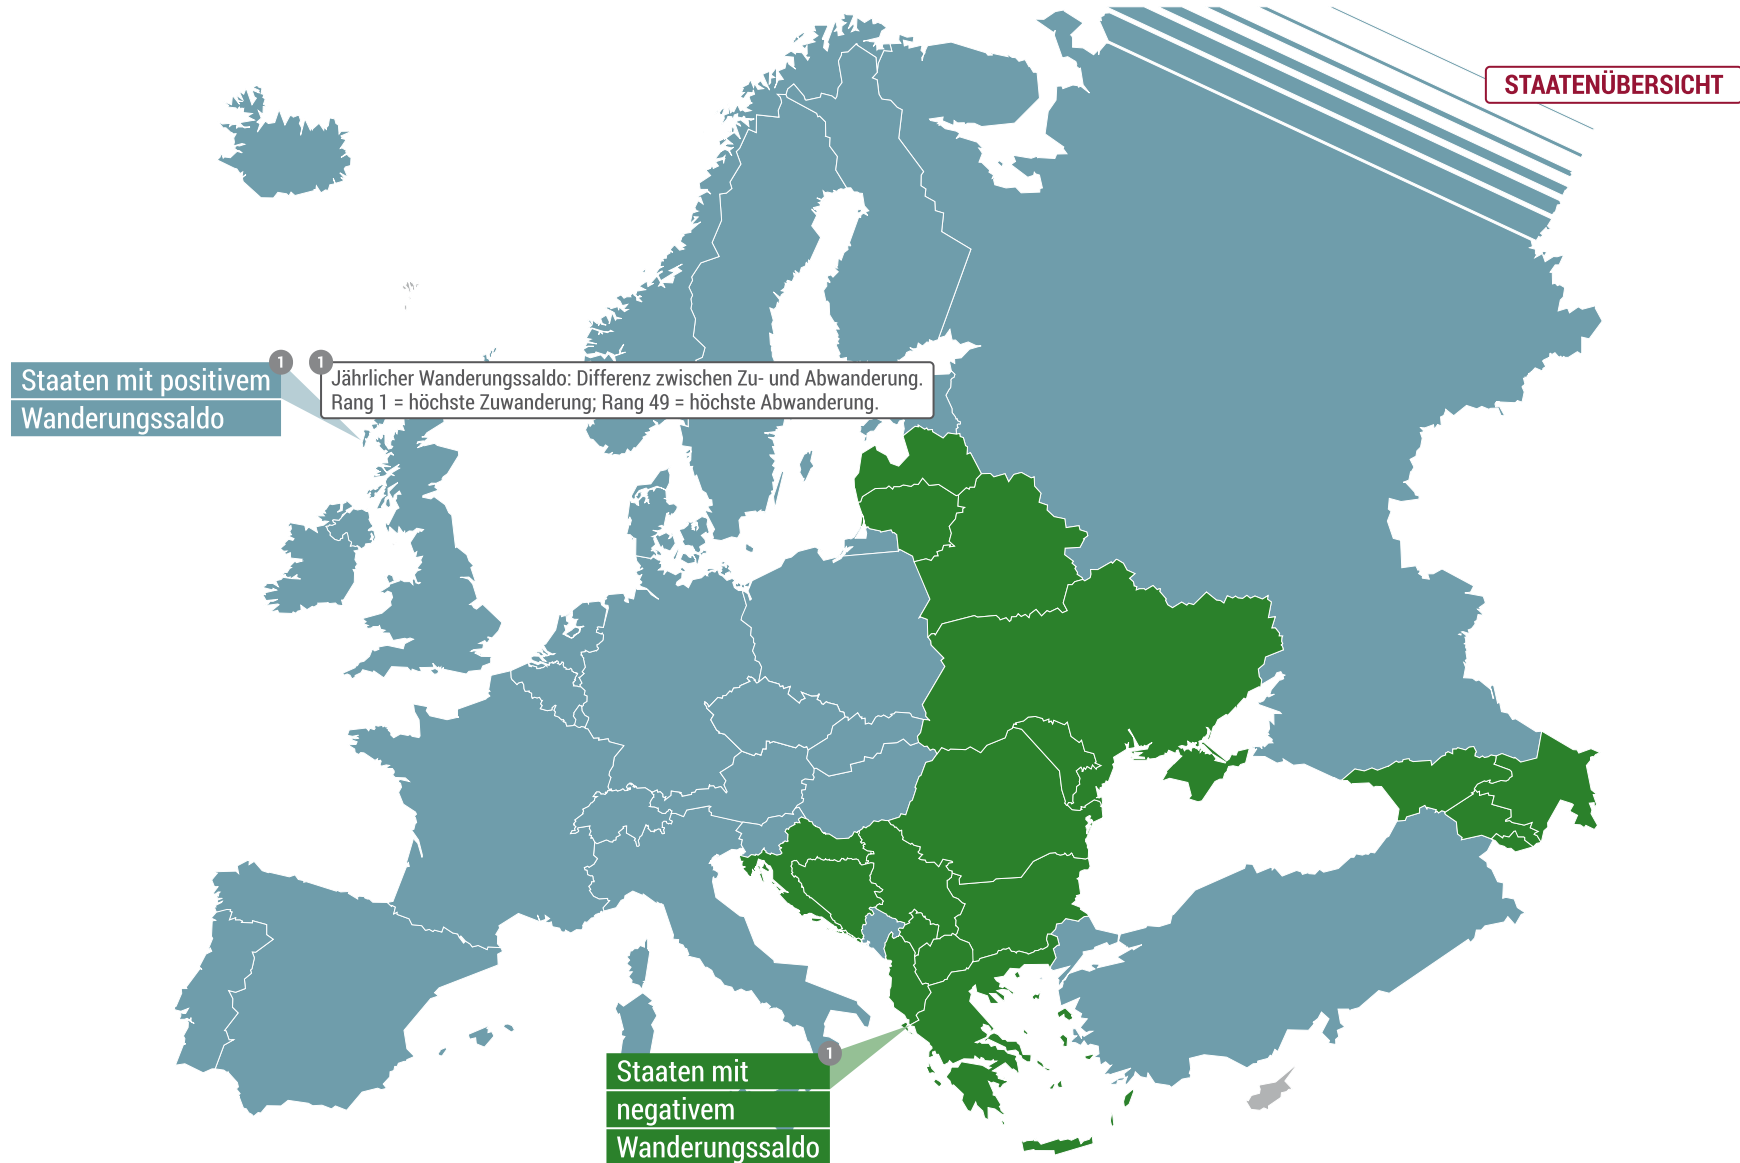 STAATENÜBERSICHT
1
1
Staaten mit positivem
Wanderungssaldo
Jährlicher Wanderungssaldo: Differenz zwischen Zu- und Abwanderung.
Rang 1 = höchste Zuwanderung; Rang 49 = höchste Abwanderung.
1
Staaten mit
negativem
Wanderungssaldo